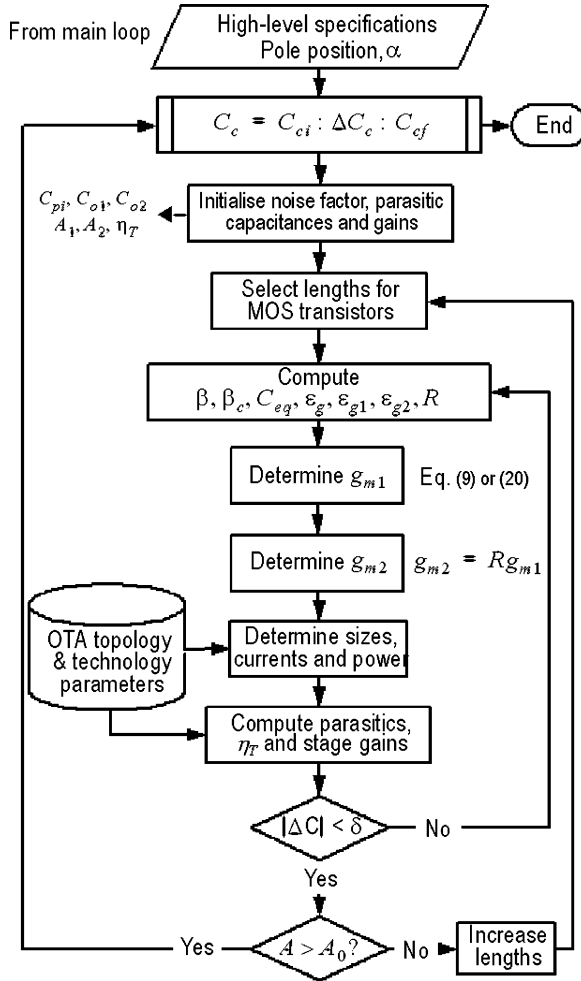 From main loop
High-level specifications
Pole position, α
C_c = C_ci : ΔC_c : C_cf
End
C_pi, C_o1, C_o2
A_1, A_2, η_T
Initialise noise factor, parasitic
capacitances and gains
Select lengths for
MOS transistors
Compute
β, β_c, C_eq, ε_g, ε_g1, ε_g2, R
Determine g_m1
Eq. (9) or (20)
Determine g_m2
g_m2 = Rg_m1
OTA topology
& technology
parameters
Determine sizes,
currents and power
Compute parasitics,
η_T and stage gains
|ΔC| < δ
No
Yes
Yes
A > A_0?
No
Increase
lengths